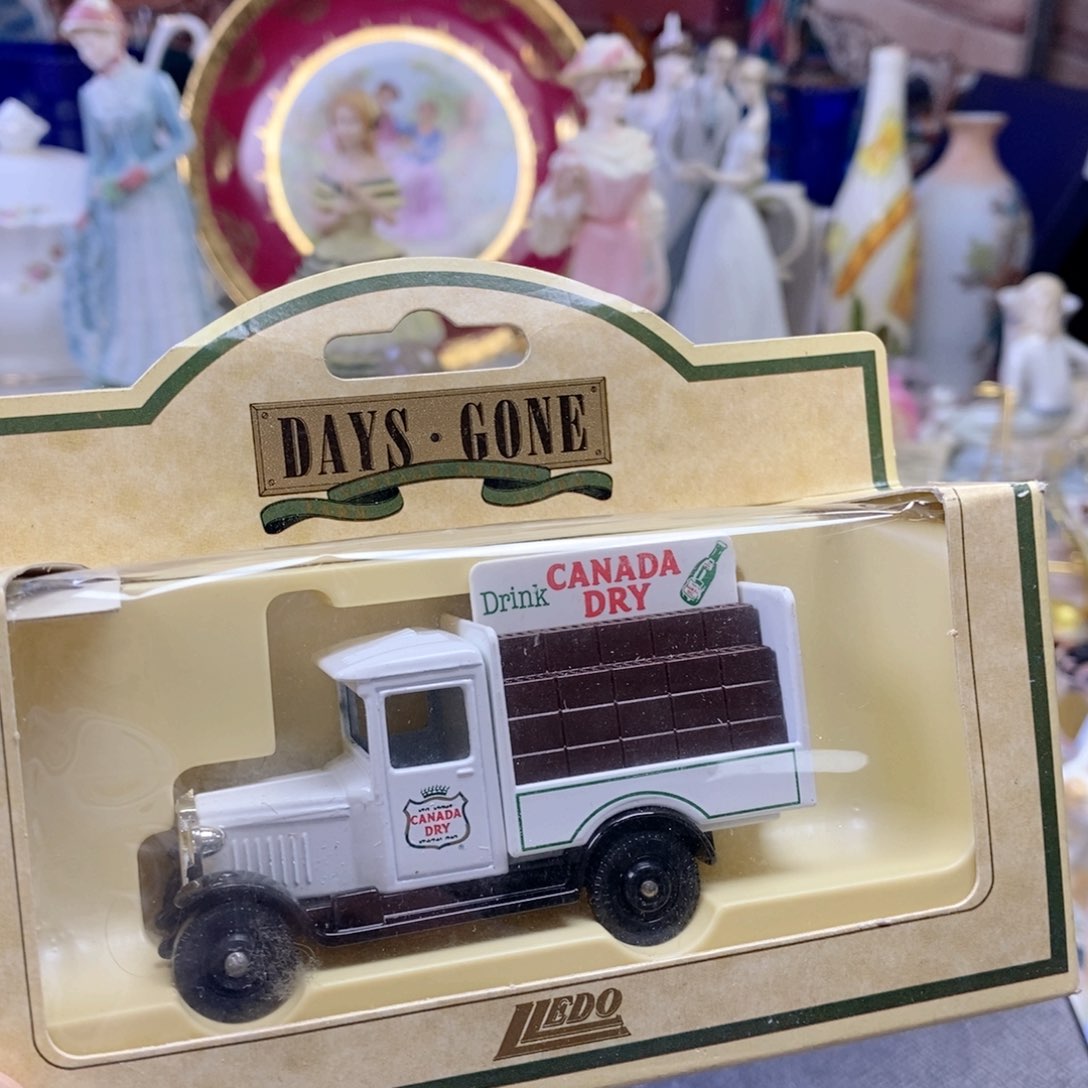 DAYS · GONE
Drink CANADA
DRY
CANADA
DRY
LLEDO